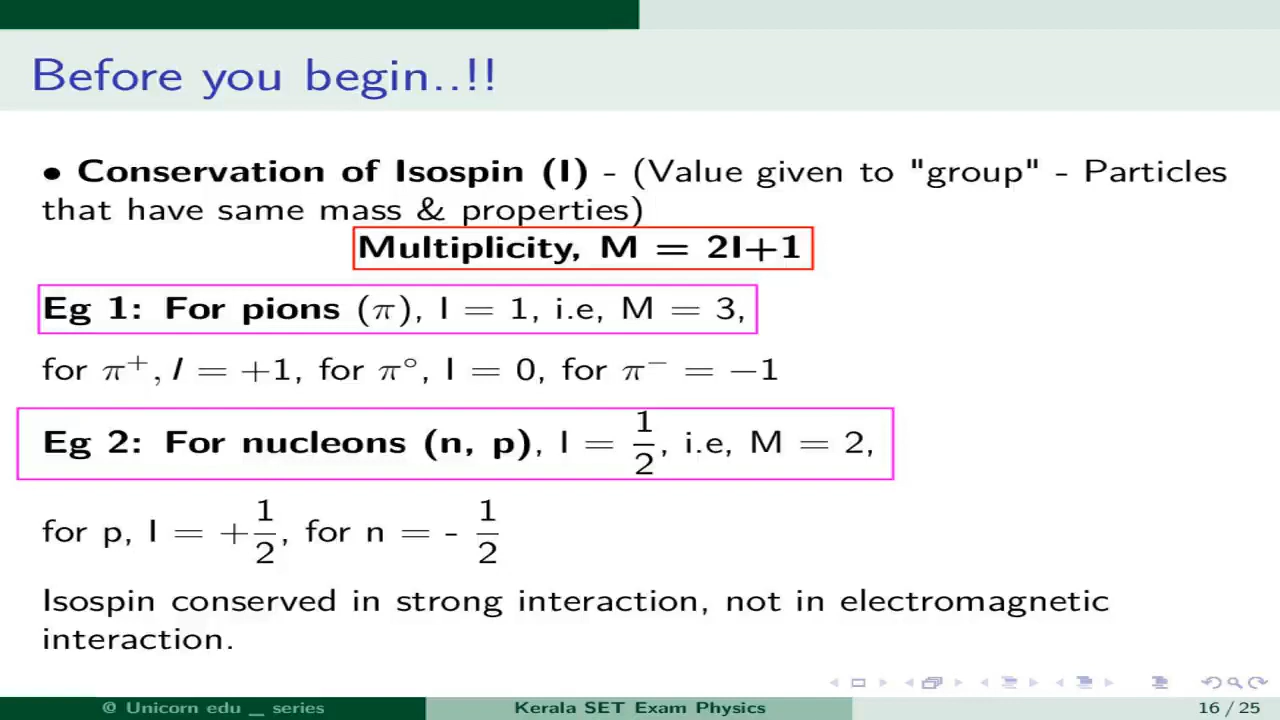 Before you begin..!!
• Conservation of Isospin (I) - (Value given to "group" - Particles
that have same mass & properties)
Multiplicity, M = 2I+1
Eg 1: For pions (π), I = 1, i.e, M = 3,
for π⁺, I = +1, for π°, I = 0, for π⁻ = −1
Eg 2: For nucleons (n, p), I = 1/2, i.e, M = 2,
for p, I = +1/2, for n = - 1/2
Isospin conserved in strong interaction, not in electromagnetic
interaction.
© Unicorn edu _ series Kerala SET Exam Physics 16 / 25